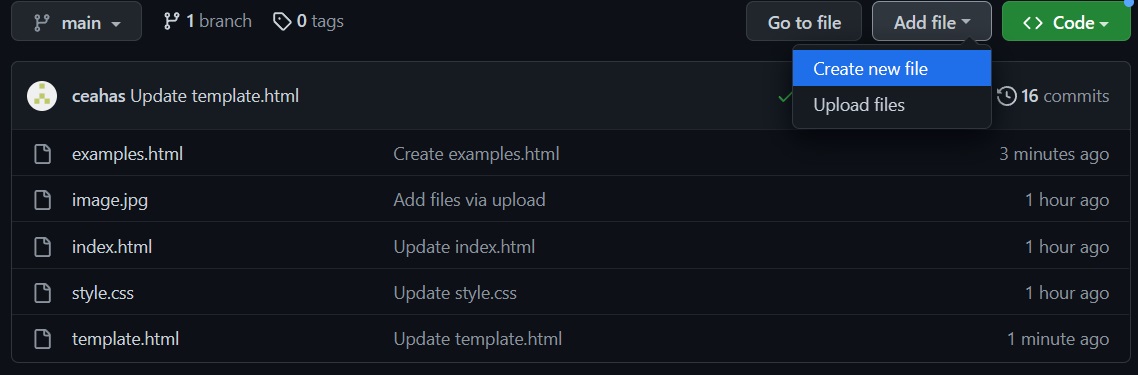 main 1 branch 0 tags Go to file Add file Code
Create new file
ceahas Update template.html 16 commits
Upload files
examples.html Create examples.html 3 minutes ago
image.jpg Add files via upload 1 hour ago
index.html Update index.html 1 hour ago
style.css Update style.css 1 hour ago
template.html Update template.html 1 minute ago